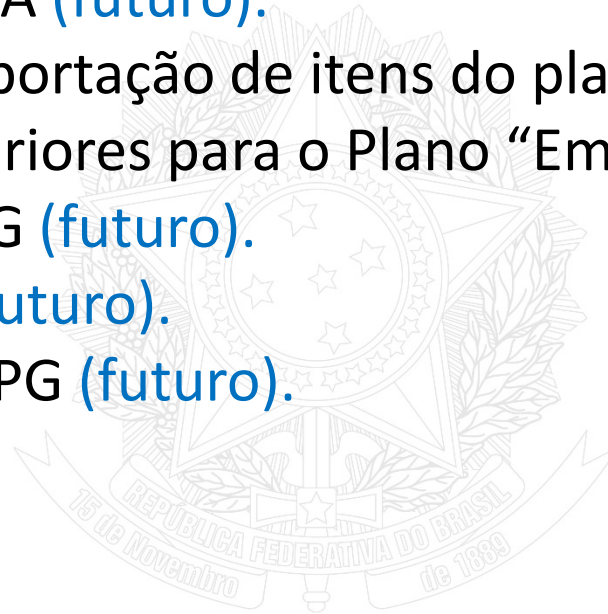 A (futuro).
portação de itens do pla
riores para o Plano “Em
G (futuro).
uturo).
PG (futuro).
REPÚBLICA FEDERATIVA DO BRASIL
15 de Novembro de 1889